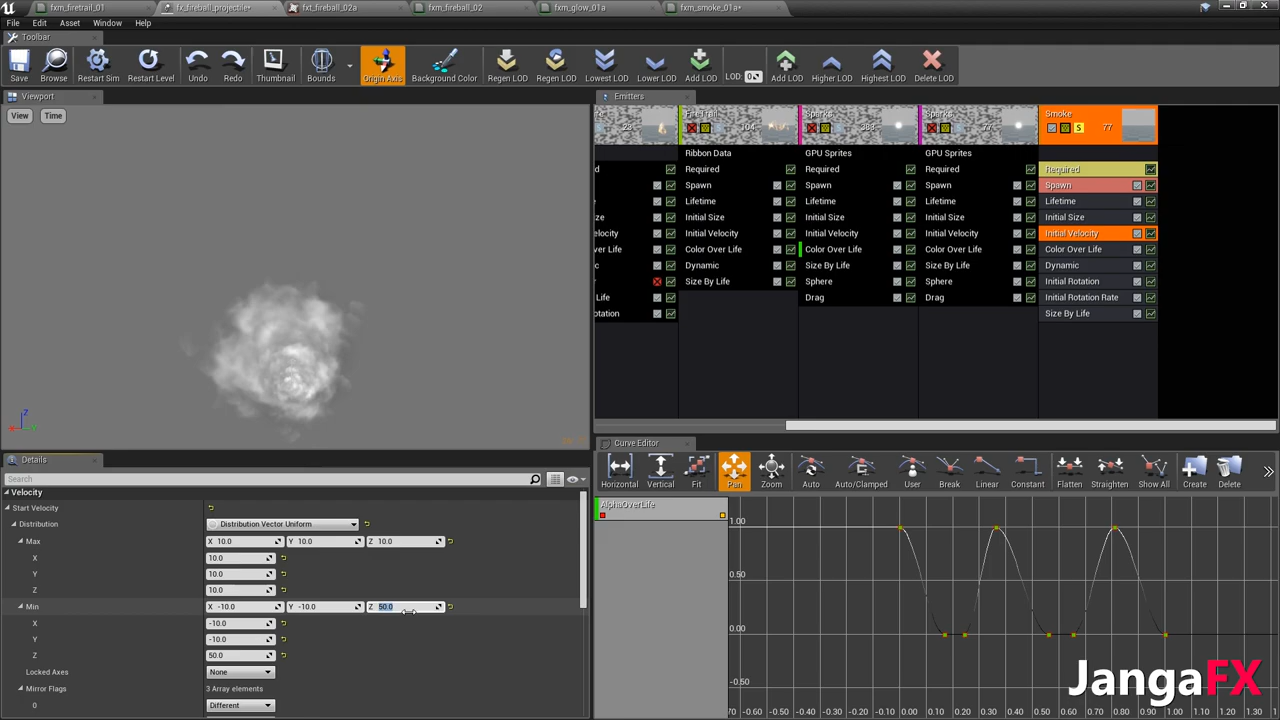 fxm_firetrail_01
fx_fireball_projectile*
fxt_fireball_02a
fxm_fireball_02
fxm_glow_01a
fxm_smoke_01a*
File Edit Asset Window Help
Toolbar
Save
Browse
Restart Sim
Restart Level
Undo
Redo
Thumbnail
Bounds
Origin Axis
Background Color
Regen LOD
Regen LOD
Lowest LOD
Lower LOD
Add LOD
LOD: 0
Add LOD
Higher LOD
Highest LOD
Delete LOD
Viewport
Emitters
View Time
23
FireTrail
104
Sparks
383
Sparks
77
Smoke
S 77
Ribbon Data
GPU Sprites
GPU Sprites
Required Required Required Required
Spawn Spawn Spawn Spawn
Lifetime Lifetime Lifetime Lifetime
Initial Size Initial Size Initial Size Initial Size
Initial Velocity Initial Velocity Initial Velocity Initial Velocity
Color Over Life Color Over Life Color Over Life Color Over Life
Dynamic Size By Life Size By Life Dynamic
Size By Life Sphere Sphere Initial Rotation
Life Drag Drag Initial Rotation Rate
otation Size By Life
Details
Search
Velocity
Start Velocity
Distribution Distribution Vector Uniform
Max X 10.0 Y 10.0 Z 10.0
X 10.0
Y 10.0
Z 10.0
Min X -10.0 Y -10.0 Z 50.0
X -10.0
Y -10.0
Z 50.0
Locked Axes None
Mirror Flags 3 Array elements
0 Different
Curve Editor
Horizontal
Vertical
Fit
Pan
Zoom
Auto
Auto/Clamped
User
Break
Linear
Constant
Flatten
Straighten
Show All
Create
Delete
AlphaOverLife
1.00
0.50
0.00
-0.50
70 -0.60 -0.50 -0.40 -0.30 -0.20 -0.10 0.00 0.10 0.20 0.30 0.40 0.50 0.60 0.70 0.80 0.90 1.00 1.10 1.20 1.30
JangaFX